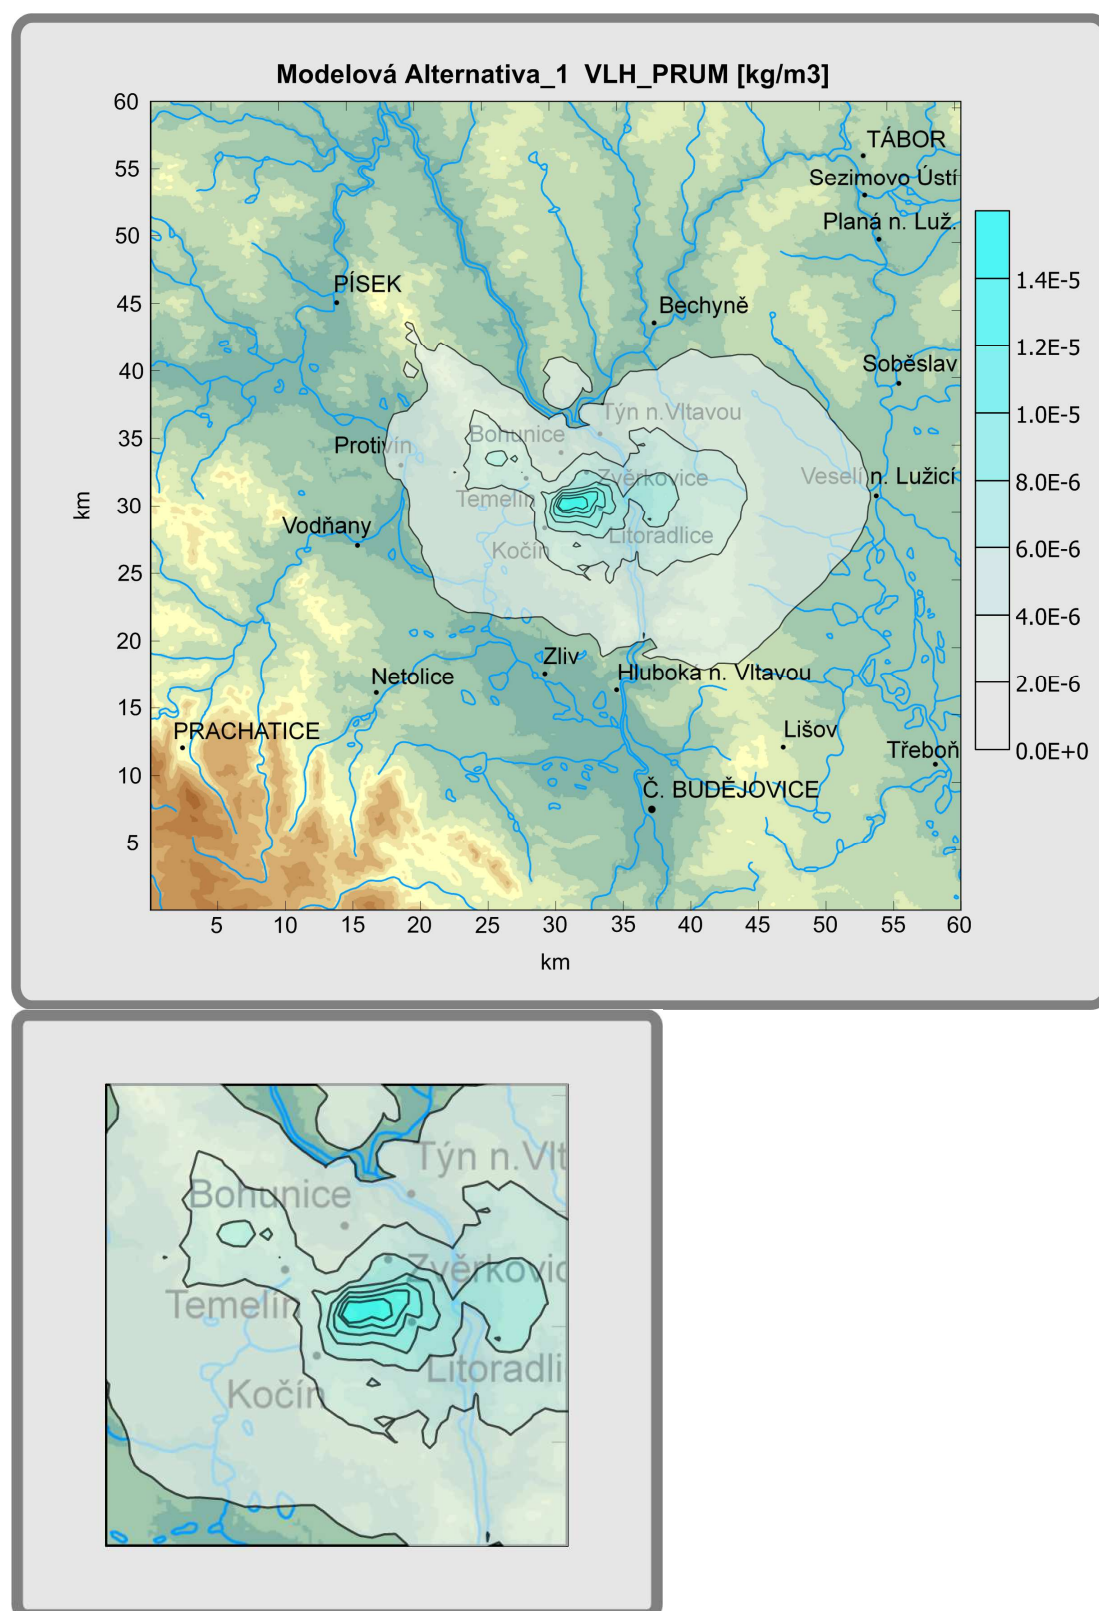 Modelová Alternativa_1 VLH_PRUM [kg/m3]
60
55
50
45
40
35
30
25
20
15
10
5
km
TÁBOR
Sezimovo Ústí
Planá n. Luž.
PÍSEK
Bechyně
Soběslav
Týn n.Vltavou
Bohunice
Protivín
Zvěrkovice
Veselí n. Lužicí
Temelín
Vodňany
Litoradlice
Kočín
Zliv
Netolice
Hluboka n. Vltavou
PRACHATICE
Lišov
Třeboň
Č. BUDĚJOVICE
5 10 15 20 25 30 35 40 45 50 55 60
km
1.4E-5
1.2E-5
1.0E-5
8.0E-6
6.0E-6
4.0E-6
2.0E-6
0.0E+0
Týn n.Vlt
Bohunice
Zvěrkovic
Temelín
Litoradli
Kočín